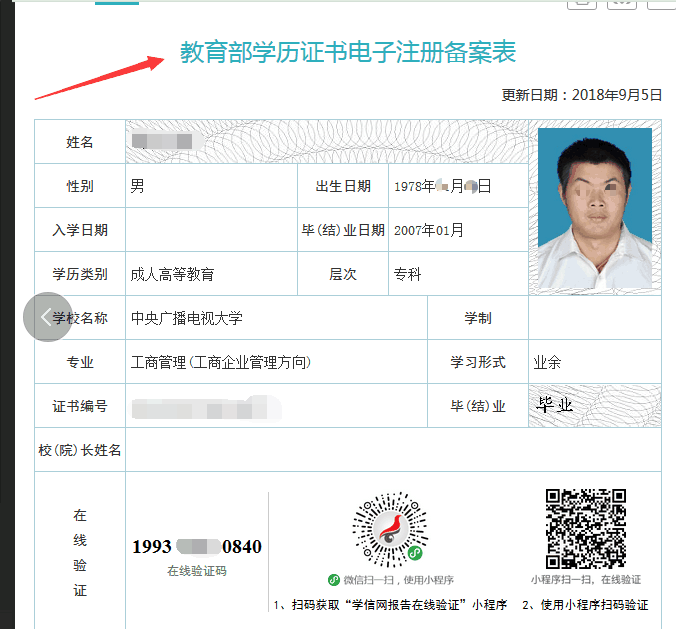 教育部学历证书电子注册备案表
更新日期：2018年9月5日
姓名
性别 男 出生日期 1978年 月 日
入学日期 毕(结)业日期 2007年01月
学历类别 成人高等教育 层次 专科
学校名称 中央广播电视大学 学制
专业 工商管理(工商企业管理方向) 学习形式 业余
证书编号 毕(结)业 毕业
校(院)长姓名
在线验证
1993 0840
在线验证码
微信扫一扫，使用小程序
小程序扫一扫，在线验证
1、扫码获取“学信网报告在线验证”小程序 2、使用小程序扫码验证